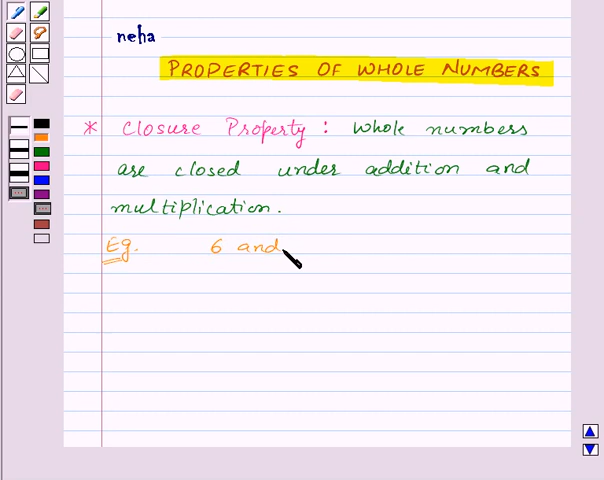 neha
PROPERTIES OF WHOLE NUMBERS
* Closure Property : Whole numbers
are closed under addition and
multiplication.
Eg. 6 and